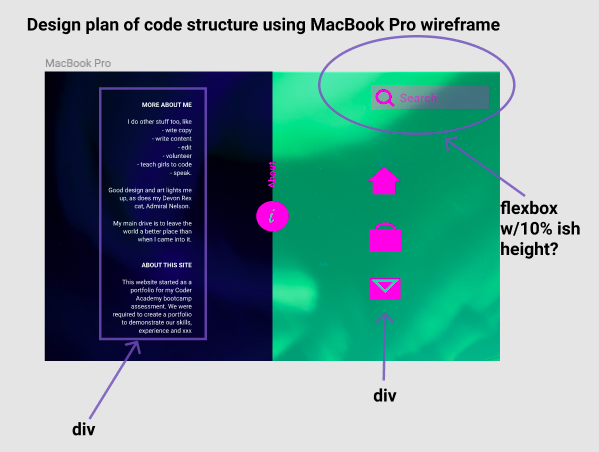 Design plan of code structure using MacBook Pro wireframe
MacBook Pro
MORE ABOUT ME
I do other stuff too, like
- wite copy
- write content
- edit
- volunteer
- teach girls to code
- speak.
Good design and art lights me
up, as does my Devon Rex
cat, Admiral Nelson.
My main drive is to leave the
world a better place than
when I came into it.
ABOUT THIS SITE
This website started as a
portfolio for my Coder
Academy bootcamp
assessment. We were
required to create a portfolio
to demonstrate our skills,
experience and xxx
About
i
Search
flexbox
w/10% ish
height?
div
div